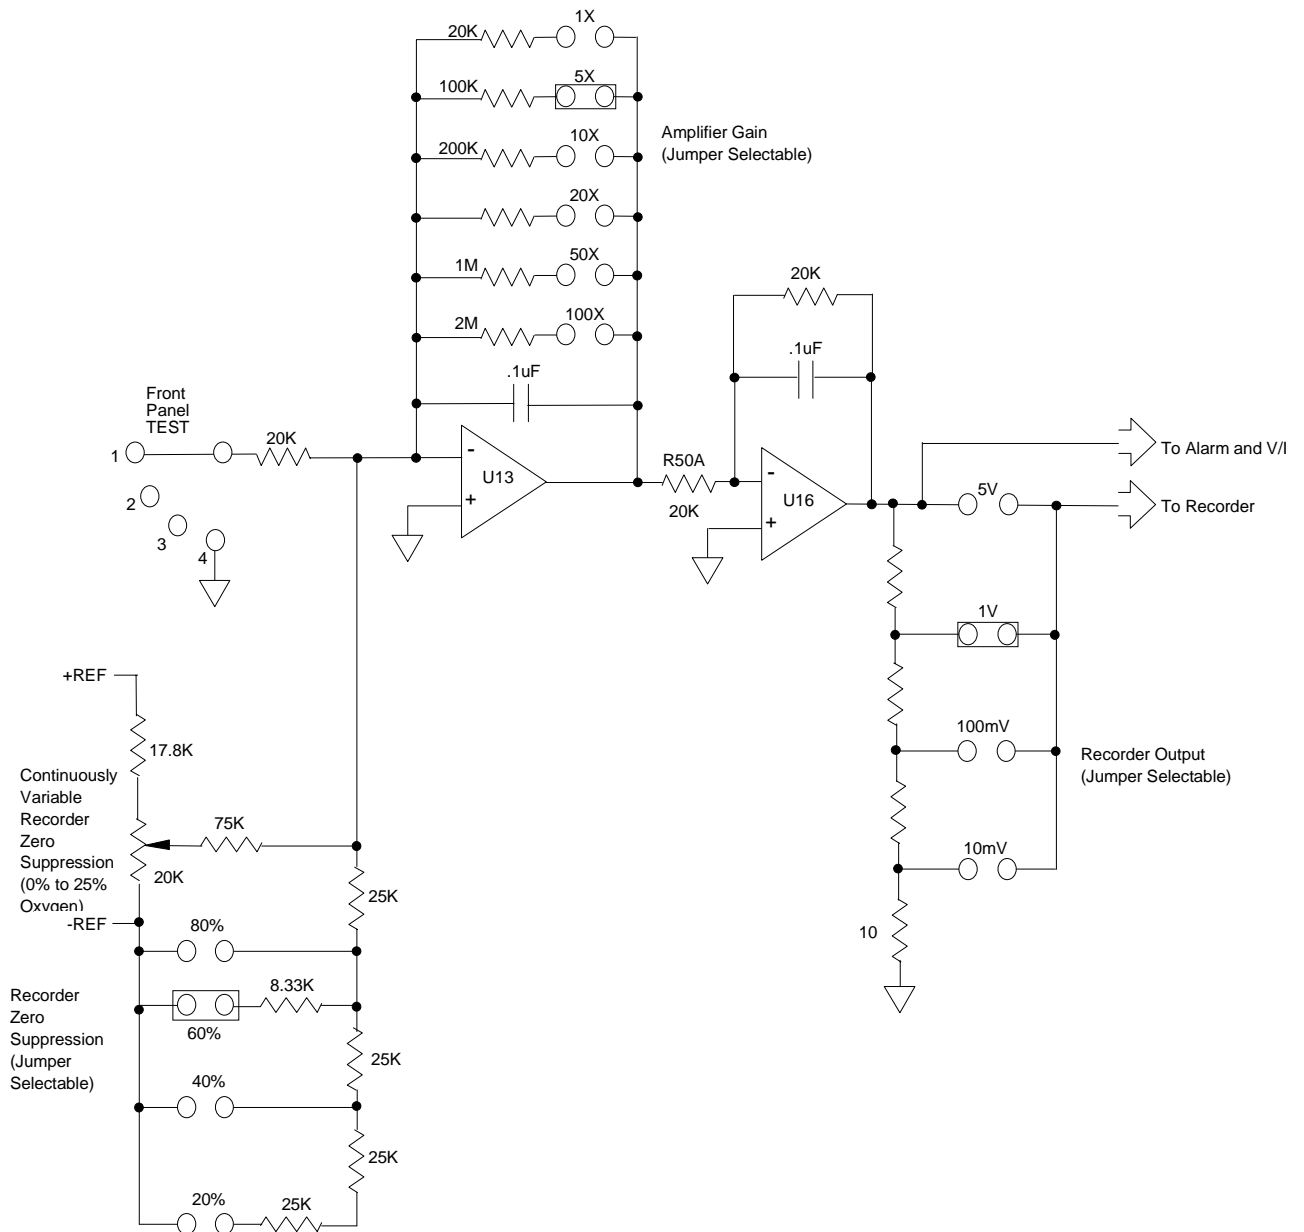 1X
20K
5X
100K
Amplifier Gain
(Jumper Selectable)
10X
200K
20X
50X
1M
100X
2M
20K
.1uF
.1uF
Front
Panel
TEST
1
20K
2
3
4
-
+
U13
R50A
20K
-
+
U16
To Alarm and V/I
5V
To Recorder
1V
100mV
Recorder Output
(Jumper Selectable)
10mV
10
+REF
17.8K
Continuously
Variable
Recorder
Zero
Suppression
(0% to 25%
Oxygen)
75K
20K
-REF
25K
80%
Recorder
Zero
Suppression
(Jumper
Selectable)
8.33K
60%
25K
40%
25K
20%
25K